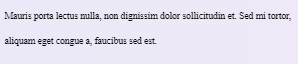 Mauris porta lectus nulla, non dignissim dolor sollicitudin et. Sed mi tortor,
aliquam eget congue a, faucibus sed est.